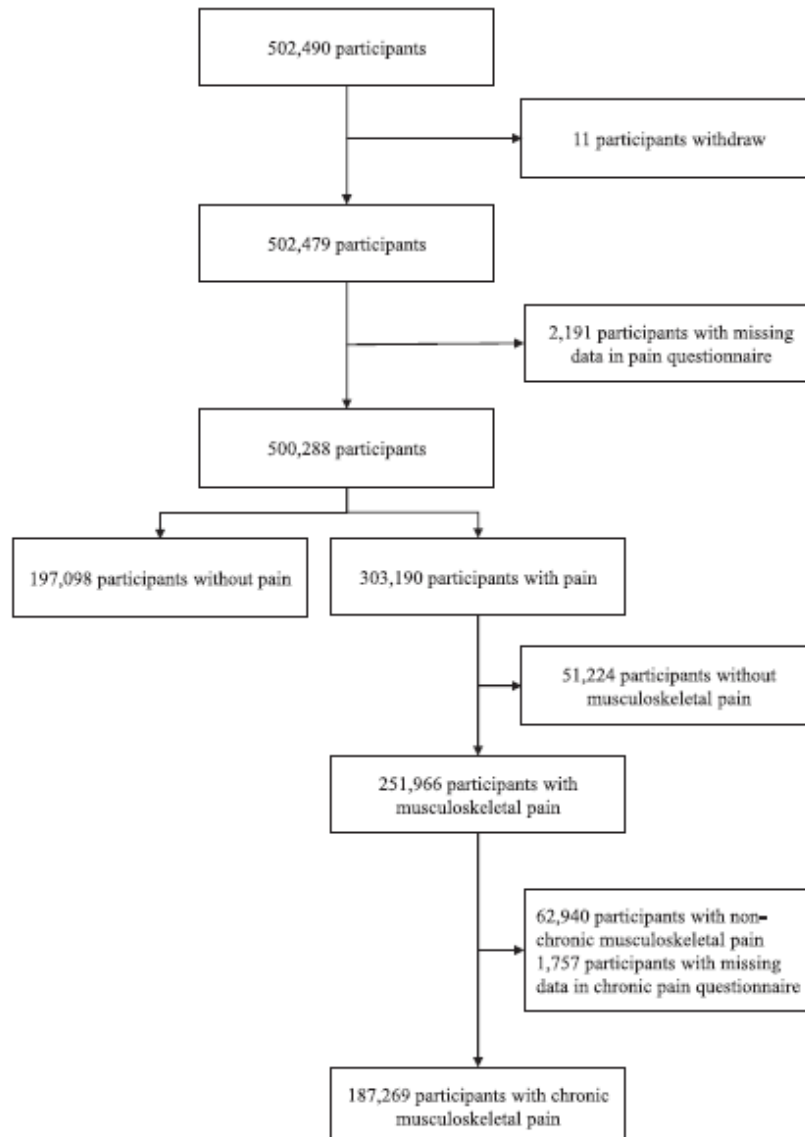 502,490 participants
11 participants withdraw
502,479 participants
2,191 participants with missing
data in pain questionnaire
500,288 participants
197,098 participants without pain
303,190 participants with pain
51,224 participants without
musculoskeletal pain
251,966 participants with
musculoskeletal pain
62,940 participants with non-
chronic musculoskeletal pain
1,757 participants with missing
data in chronic pain questionnaire
187,269 participants with chronic
musculoskeletal pain